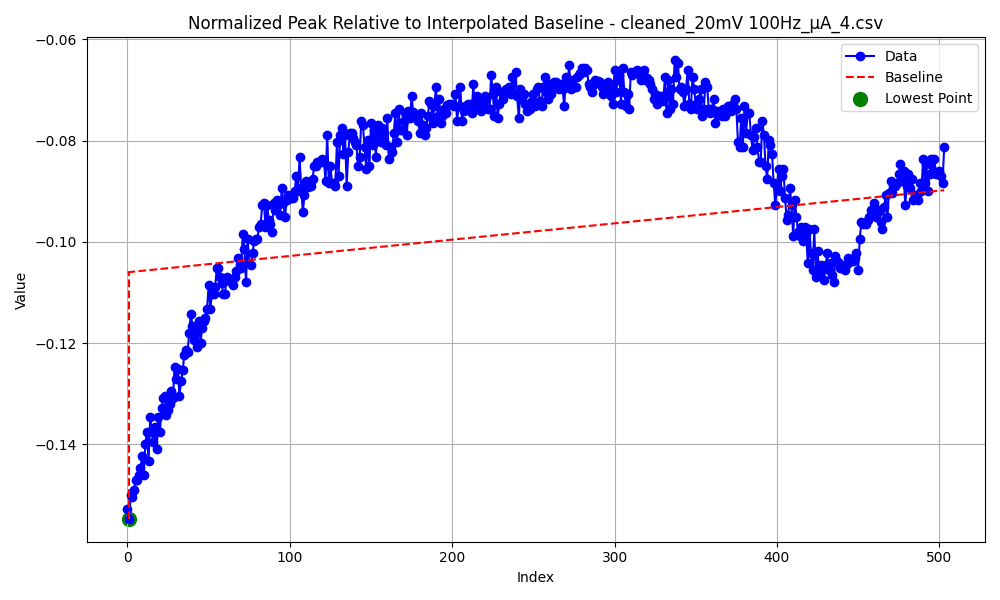 Normalized Peak Relative to Interpolated Baseline - cleaned_20mV 100Hz_μA_4.csv
Data
Baseline
Lowest Point
−0.06
−0.08
−0.10
−0.12
−0.14
Value
0
100
200
300
400
500
Index